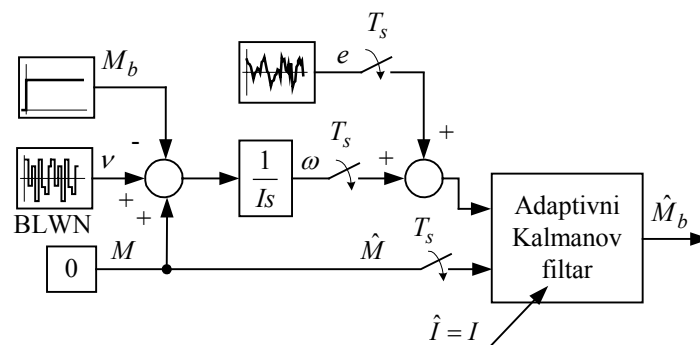 e
T_s
M_b
-
+
T_s
ν
1
Is
ω
+
+
+
BLWN
Adaptivni
Kalmanov
filtar
M̂_b
T_s
0
M
M̂
Î = I